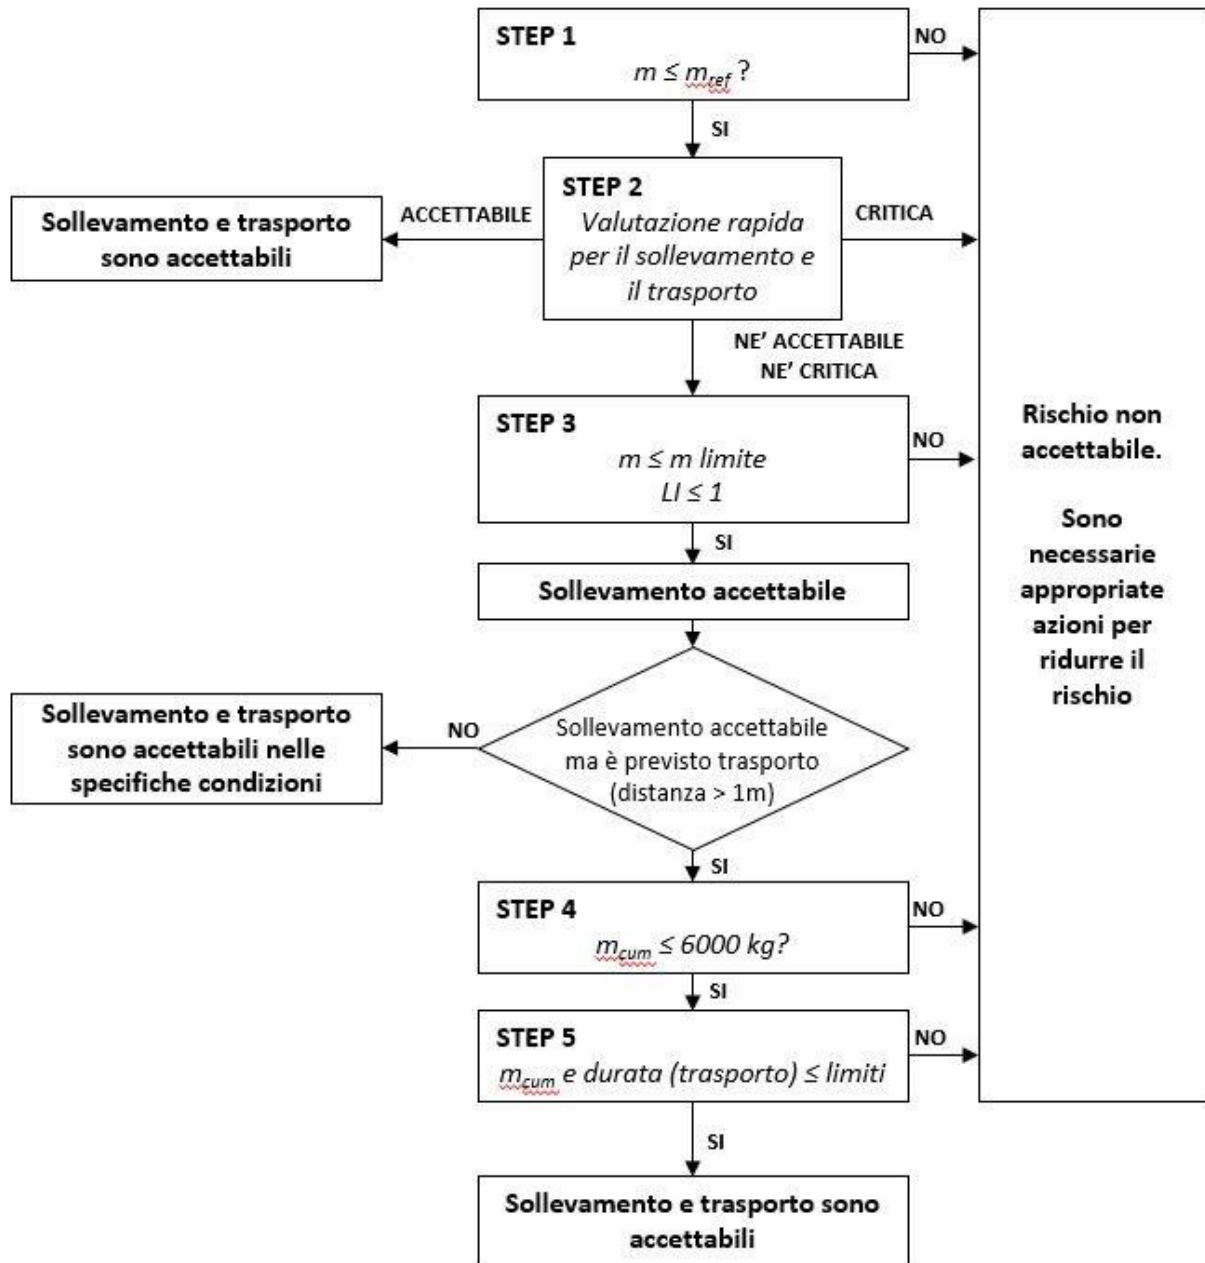 STEP 1
m ≤ mref ?
NO
SI
STEP 2
Valutazione rapida
per il sollevamento e
il trasporto
ACCETTABILE
CRITICA
Sollevamento e trasporto
sono accettabili
NE’ ACCETTABILE
NE’ CRITICA
STEP 3
m ≤ m limite
LI ≤ 1
NO
SI
Sollevamento accettabile
Sollevamento accettabile
ma è previsto trasporto
(distanza > 1m)
NO
Sollevamento e trasporto
sono accettabili nelle
specifiche condizioni
SI
STEP 4
mcum ≤ 6000 kg?
NO
SI
STEP 5
mcum e durata (trasporto) ≤ limiti
NO
SI
Sollevamento e trasporto sono
accettabili
Rischio non
accettabile.
Sono
necessarie
appropriate
azioni per
ridurre il
rischio